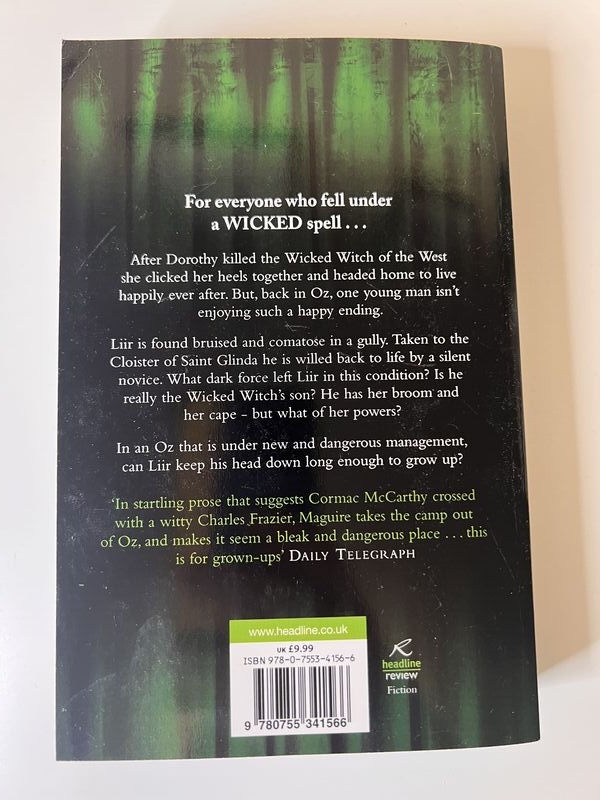 For everyone who fell under
a WICKED spell . . .
After Dorothy killed the Wicked Witch of the West
she clicked her heels together and headed home to live
happily ever after. But, back in Oz, one young man isn't
enjoying such a happy ending.
Liir is found bruised and comatose in a gully. Taken to the
Cloister of Saint Glinda he is willed back to life by a silent
novice. What dark force left Liir in this condition? Is he
really the Wicked Witch's son? He has her broom and
her cape – but what of her powers?
In an Oz that is under new and dangerous management,
can Liir keep his head down long enough to grow up?
'In startling prose that suggests Cormac McCarthy crossed
with a witty Charles Frazier, Maguire takes the camp out
of Oz, and makes it seem a bleak and dangerous place . . . this
is for grown-ups' DAILY TELEGRAPH
www.headline.co.uk
UK £9.99
ISBN 978-0-7553-4156-6
9 780755 341566
R
headline
review
Fiction